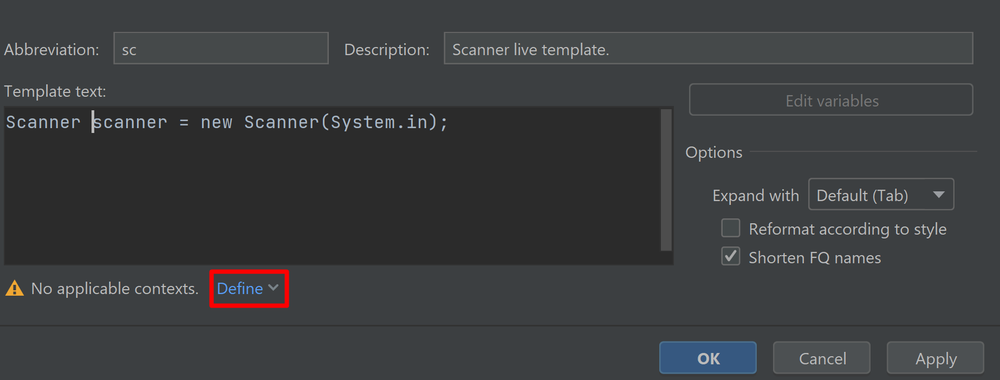 Abbreviation: sc Description: Scanner live template.
Template text:
Edit variables
Scanner scanner = new Scanner(System.in);
Options
Expand with Default (Tab)
Reformat according to style
Shorten FQ names
No applicable contexts. Define
OK Cancel Apply